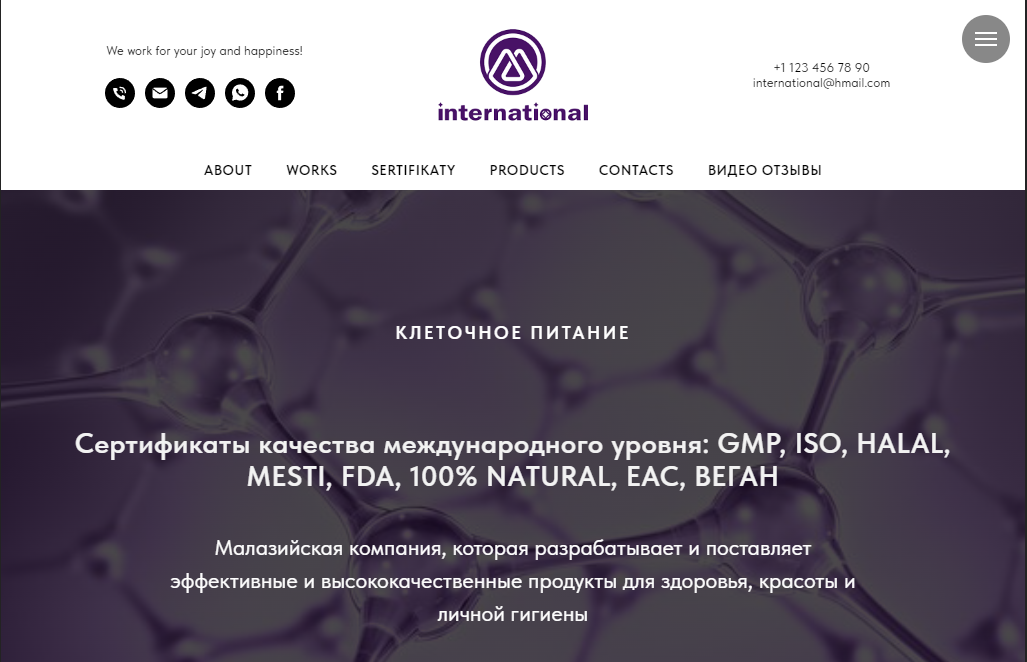 We work for your joy and happiness!
international
+1 123 456 78 90
international@hmail.com
ABOUT WORKS SERTIFIKATY PRODUCTS CONTACTS ВИДЕО ОТЗЫВЫ
КЛЕТОЧНОЕ ПИТАНИЕ
Сертификаты качества международного уровня: GMP, ISO, HALAL,
MESTI, FDA, 100% NATURAL, EAC, ВЕГАН
Малазийская компания, которая разрабатывает и поставляет
эффективные и высококачественные продукты для здоровья, красоты и
личной гигиены